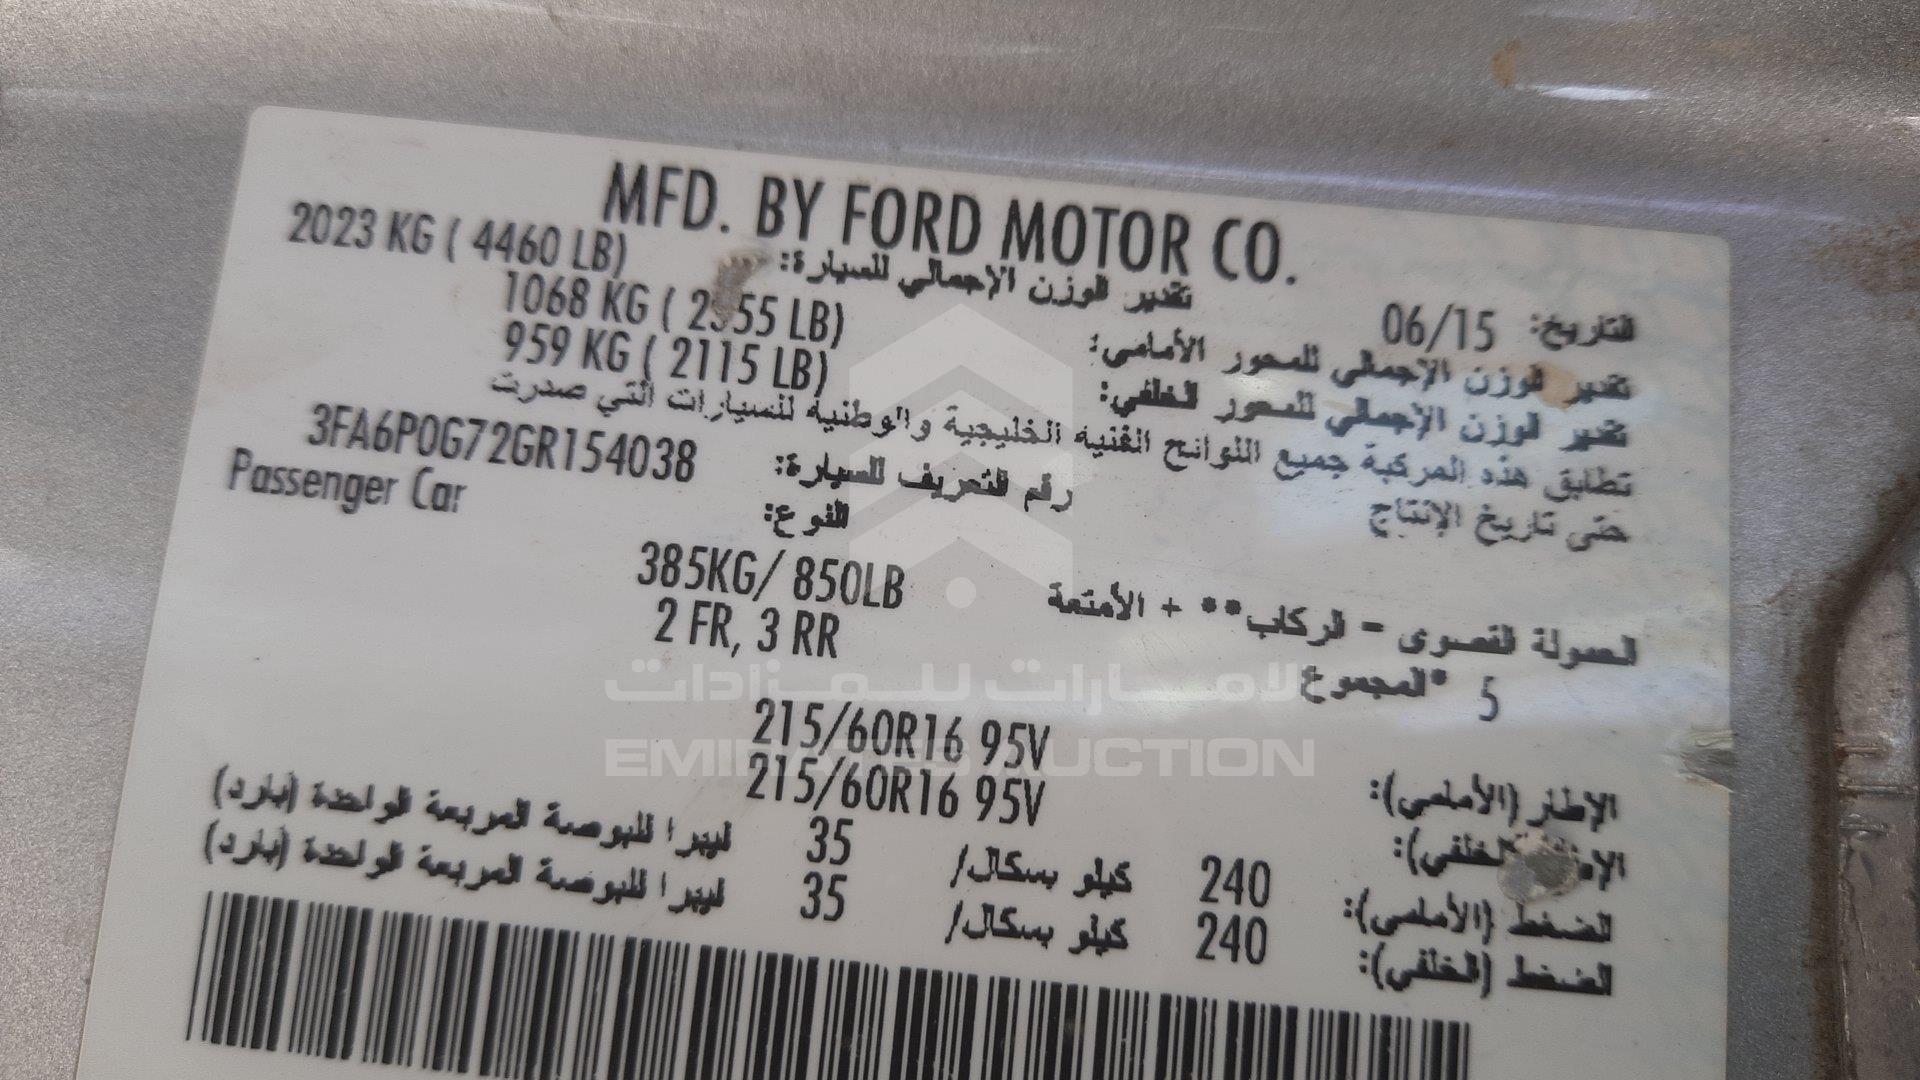 MFD. BY FORD MOTOR CO.
التاريخ: 06/15
تقدير الوزن الإجمالي للسيارة: 2023 KG ( 4460 LB)
تقدير الوزن الإجمالي للمحور الأمامي: 1068 KG ( LB)
تقدير الوزن الإجمالي للمحور الخلفي: 959 KG ( 2115 LB)
تطابق هذه المركبة جميع اللوائح الفنية الخليجية والوطنية للسيارات التي صدرت
حتى تاريخ الإنتاج
رقم التعريف للسيارة: 3FA6P0G72GR154038
النوع: Passenger Car
الحمولة القصوى = الركاب** + الأمتعة 385KG/ 850LB
5 *المجموع 2 FR, 3 RR
الإطار (الأمامي): 215/60R16 95V
(الخلفي): 215/60R16 95V
الضغط (الأمامي): 240 كيلو بسكال/ 35 ليبرا للبوصة المربعة الواحدة (بارد)
الضغط (الخلفي): 240 كيلو بسكال/ 35 ليبرا للبوصة المربعة الواحدة (بارد)
الامارات للمزادات
EMIRATES AUCTION